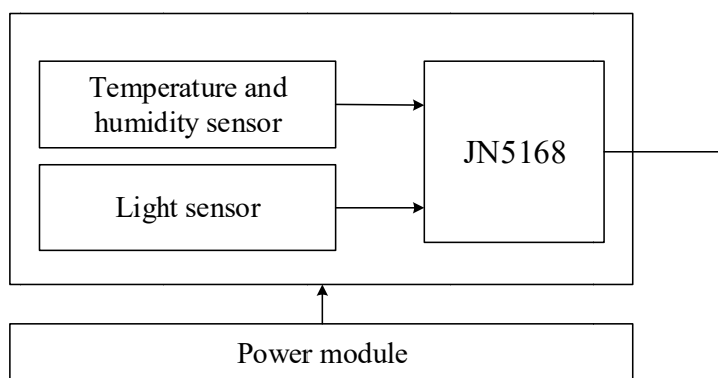 Temperature and
humidity sensor
JN5168
Light sensor
Power module